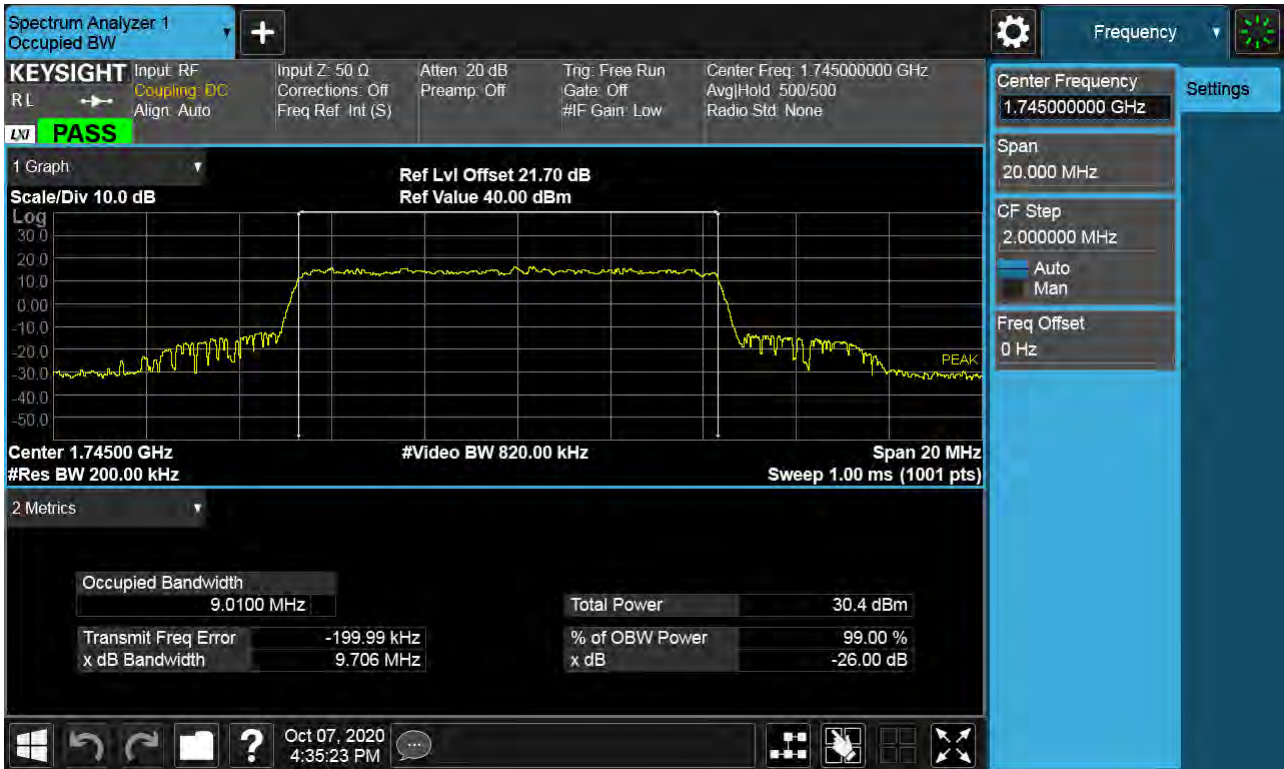 Spectrum Analyzer 1
Occupied BW
Frequency
KEYSIGHT
RL
LXI
PASS
Input: RF
Coupling: DC
Align: Auto
Input Z: 50 Ω
Corrections: Off
Freq Ref: Int (S)
Atten: 20 dB
Preamp: Off
Trig: Free Run
Gate: Off
#IF Gain: Low
Center Freq: 1.745000000 GHz
Avg|Hold: 500/500
Radio Std: None
1 Graph
Ref Lvl Offset 21.70 dB
Scale/Div 10.0 dB
Ref Value 40.00 dBm
Log
30.0
20.0
10.0
0.00
-10.0
-20.0
-30.0
-40.0
-50.0
PEAK
Center 1.74500 GHz
#Video BW 820.00 kHz
Span 20 MHz
#Res BW 200.00 kHz
Sweep 1.00 ms (1001 pts)
2 Metrics
Occupied Bandwidth
9.0100 MHz
Total Power 30.4 dBm
Transmit Freq Error -199.99 kHz
% of OBW Power 99.00 %
x dB Bandwidth 9.706 MHz
x dB -26.00 dB
Oct 07, 2020
4:35:23 PM
Center Frequency
1.745000000 GHz
Settings
Span
20.000 MHz
CF Step
2.000000 MHz
Auto
Man
Freq Offset
0 Hz